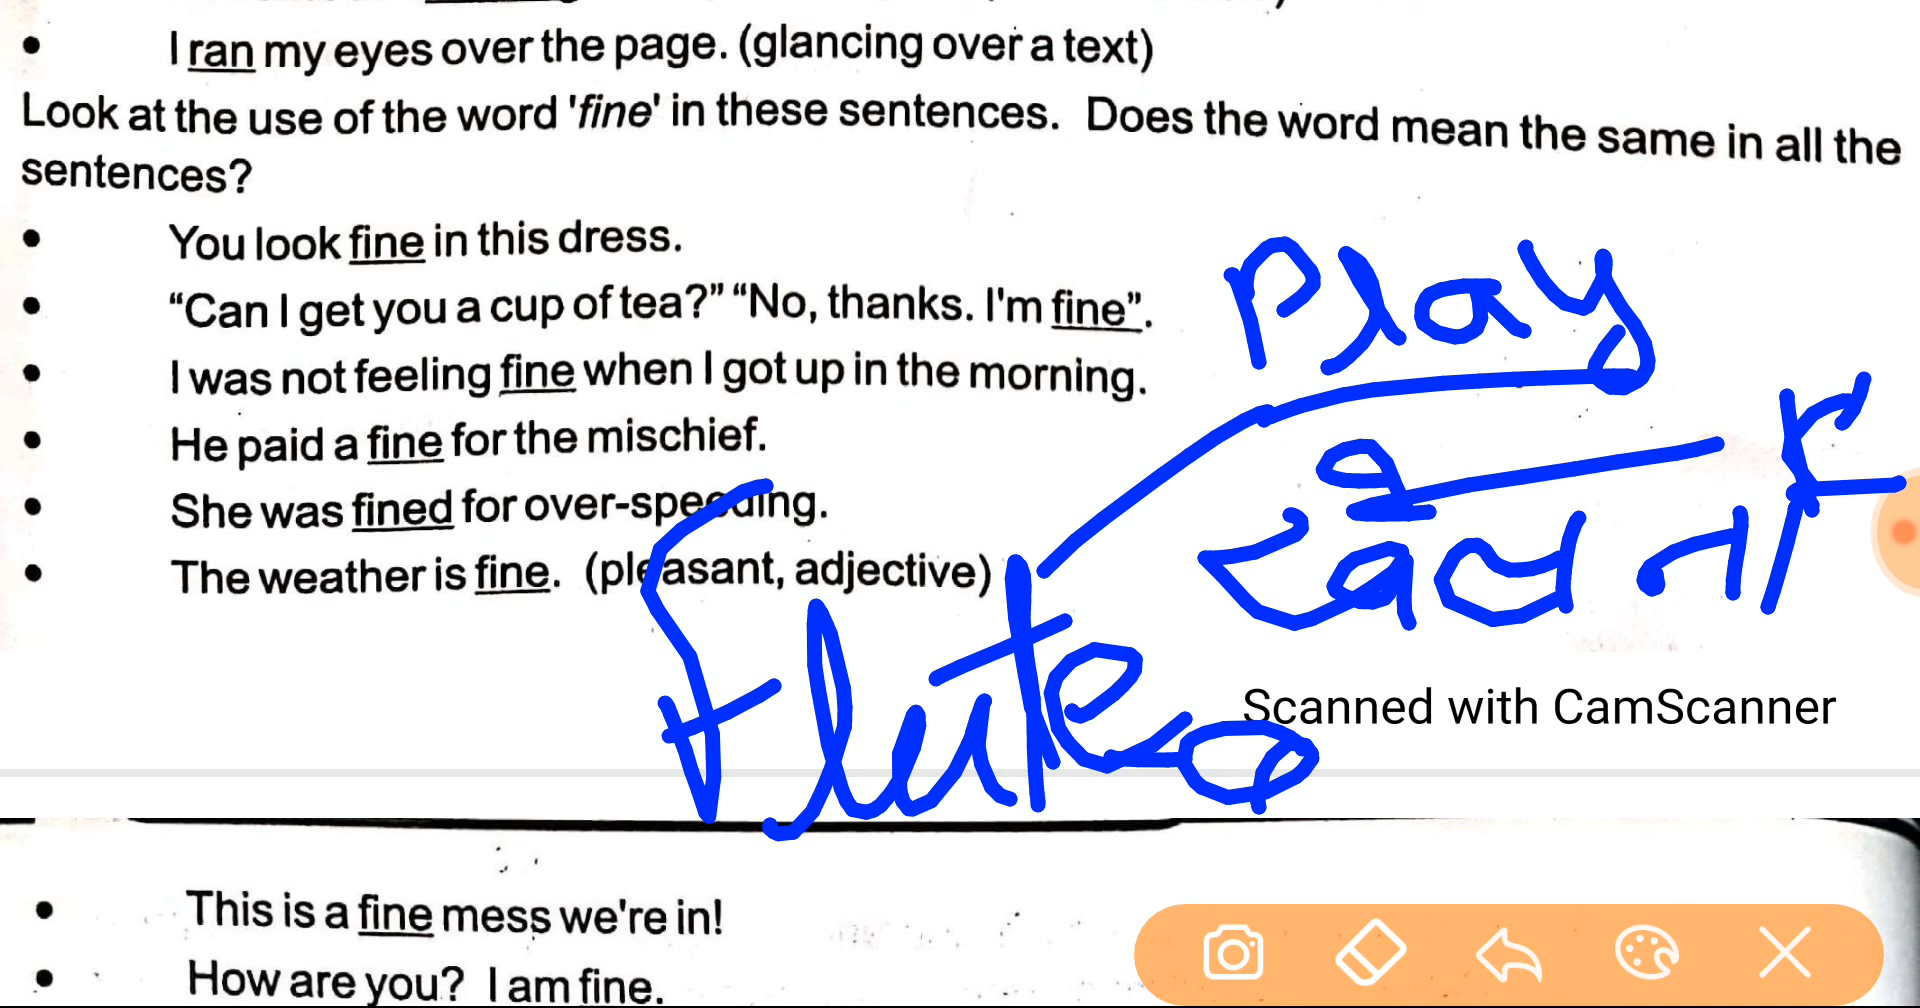 • I ran my eyes over the page. (glancing over a text)
Look at the use of the word 'fine' in these sentences. Does the word mean the same in all the
sentences?
• You look fine in this dress.
• “Can I get you a cup of tea?” “No, thanks. I'm fine”.
• I was not feeling fine when I got up in the morning.
• He paid a fine for the mischief.
• She was fined for over-speeding.
• The weather is fine. (pleasant, adjective)
Play
खेलना
Flute
Scanned with CamScanner
• This is a fine mess we're in!
• How are you? I am fine.